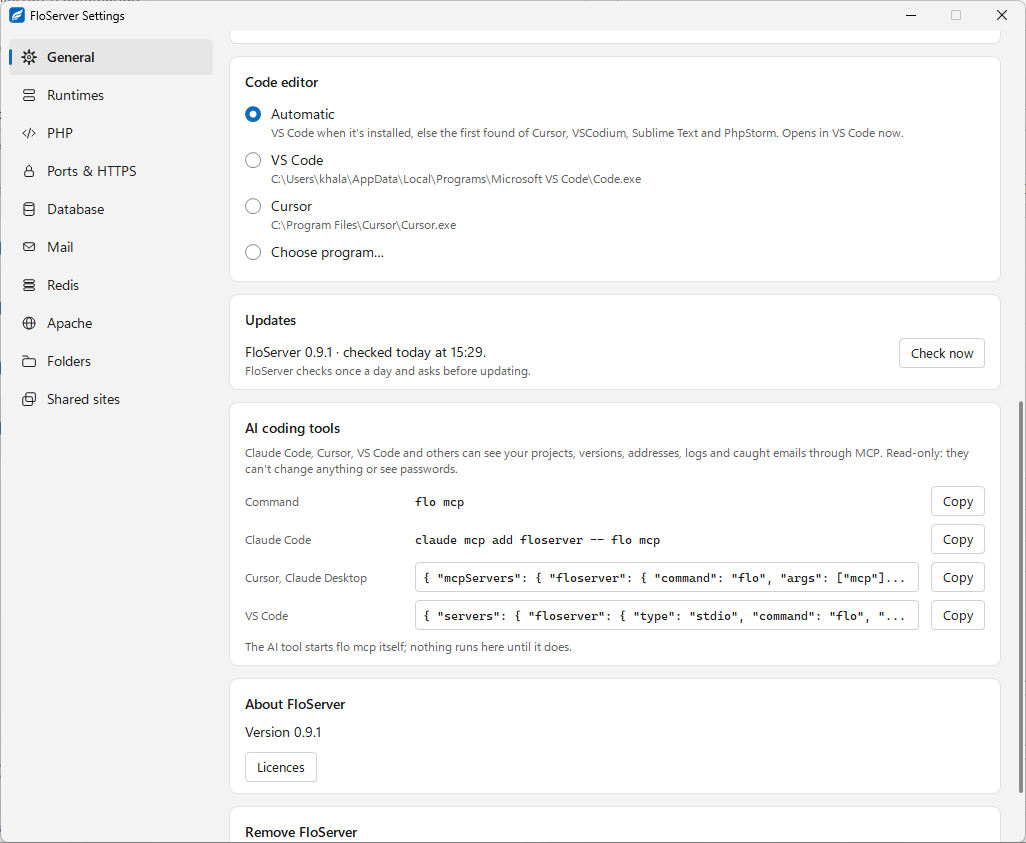 FloServer Settings
General
Runtimes
PHP
Ports & HTTPS
Database
Mail
Redis
Apache
Folders
Shared sites
Code editor
Automatic
VS Code when it's installed, else the first found of Cursor, VSCodium, Sublime Text and PhpStorm. Opens in VS Code now.
VS Code
C:\Users\khala\AppData\Local\Programs\Microsoft VS Code\Code.exe
Cursor
C:\Program Files\Cursor\Cursor.exe
Choose program...
Updates
FloServer 0.9.1 · checked today at 15:29.
FloServer checks once a day and asks before updating.
Check now
AI coding tools
Claude Code, Cursor, VS Code and others can see your projects, versions, addresses, logs and caught emails through MCP. Read-only: they
can't change anything or see passwords.
Command flo mcp Copy
Claude Code claude mcp add floserver -- flo mcp Copy
Cursor, Claude Desktop { "mcpServers": { "floserver": { "command": "flo", "args": ["mcp"]... Copy
VS Code { "servers": { "floserver": { "type": "stdio", "command": "flo", "... Copy
The AI tool starts flo mcp itself; nothing runs here until it does.
About FloServer
Version 0.9.1
Licences
Remove FloServer